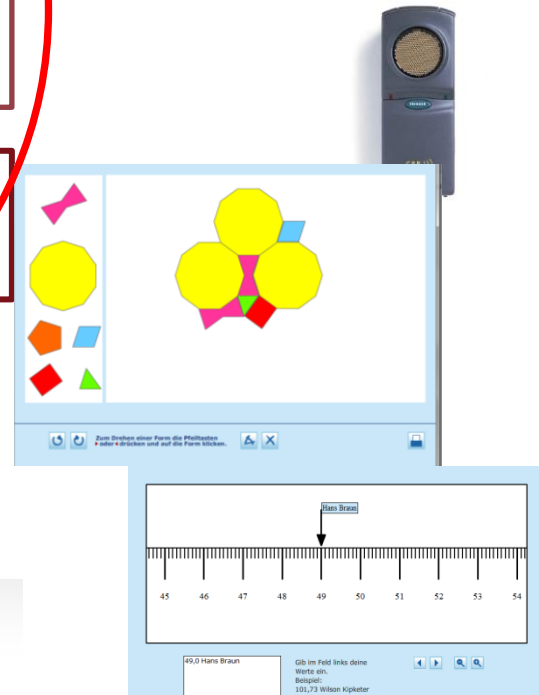 Zum Drehen einer Form die Pfeiltasten
oder drücken und auf die Form klicken.
Hans Braun
45 46 47 48 49 50 51 52 53 54
49,0 Hans Braun
Gib im Feld links deine
Werte ein.
Beispiel:
101,73 Wilson Kipketer